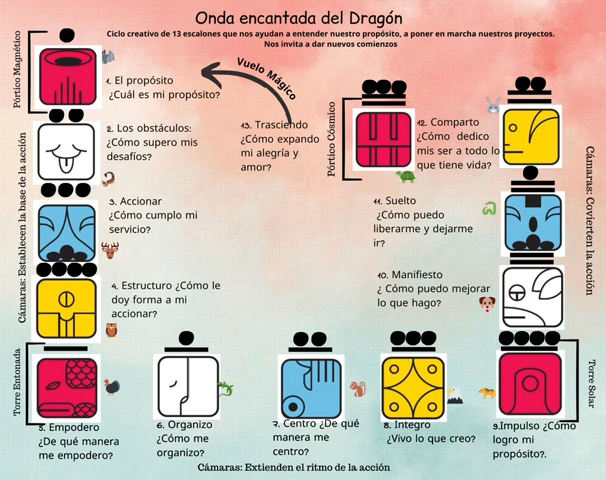 Onda encantada del Dragón
Ciclo creativo de 13 escalones que nos ayudan a entender nuestro propósito, a poner en marcha nuestros proyectos.
Nos invita a dar nuevos comienzos
Pórtico Magnético
1. El propósito
¿Cuál es mi propósito?
Vuelo Mágico
2. Los obstáculos:
¿Cómo supero mis
desafíos?
Cámaras: Establecen la base de la acción
3. Accionar
¿Cómo cumplo mi
servicio?
4. Estructuro ¿Cómo le
doy forma a mi
accionar?
Torre Entonada
5. Empodero
¿De qué manera
me empodero?
6. Organizo
¿Cómo me
organizo?
7. Centro ¿De qué
manera me
centro?
8. Integro
¿Vivo lo que creo?
9.Impulso ¿Cómo
logro mi
propósito?.
Torre Solar
Cámaras: Extienden el ritmo de la acción
10. Manifiesto
¿ Cómo puedo mejorar
lo que hago?
11. Suelto
¿Cómo puedo
liberarme y dejarme
ir?
Cámaras: Covierten la acción
12. Comparto
¿Cómo dedico
mis ser a todo lo
que tiene vida?
Pórtico Cósmico
13. Trasciendo
¿Cómo expando
mi alegría y
amor?